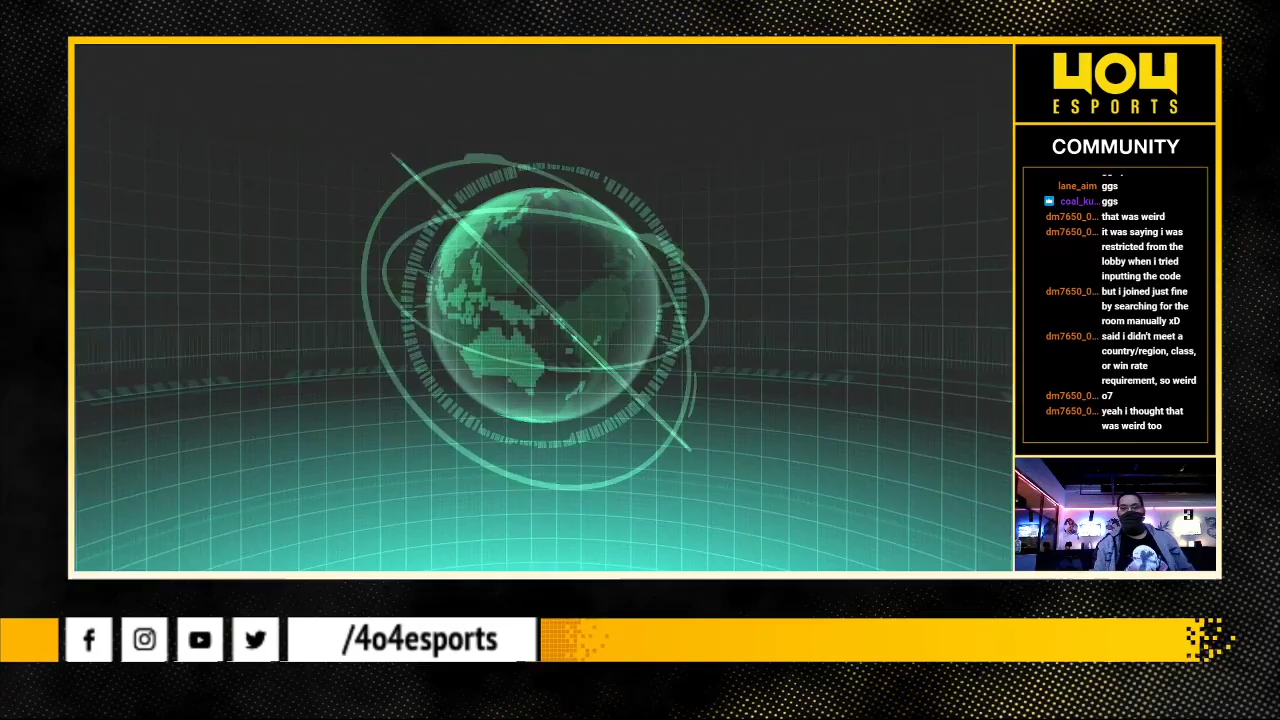 4O4
ESPORTS
COMMUNITY
lane_aim ggs
coal_ku... ggs
dm7650_0... that was weird
dm7650_0... it was saying i was
restricted from the
lobby when i tried
inputting the code
dm7650_0... but i joined just fine
by searching for the
room manually xD
dm7650_0... said i didn't meet a
country/region, class,
or win rate
requirement, so weird
dm7650_0... o7
dm7650_0... yeah i thought that
was weird too
/4o4esports